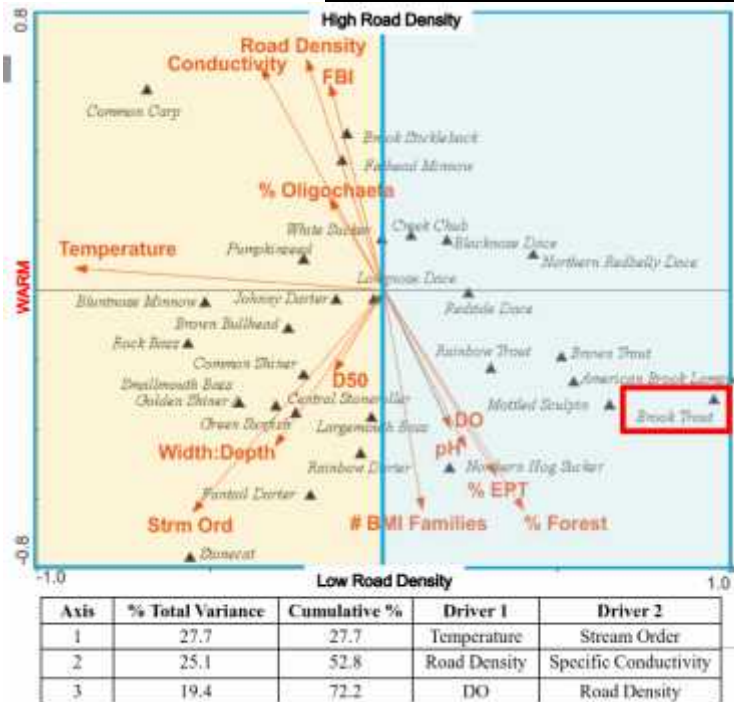 0.8
High Road Density
Road Density
Conductivity
FBI
Common Carp
Brook Stickleback
Fathead Minnow
% Oligochaeta
White Sucker
Creek Chub
Blacknose Dace
Northern Redbelly Dace
Temperature
Pumpkinseed
Longnose Dace
WARM
Bluntnose Minnow
Johnny Darter
Redside Dace
Brown Bullhead
Rock Bass
Rainbow Trout
Brown Trout
Common Shiner
American Brook Lampr
Smallmouth Bass
D50
Golden Shiner
Central Stoneroller
Mottled Sculpin
Brook Trout
Green Sunfish
Largemouth Bass
DO
Width:Depth
pH
Rainbow Darter
Northern Hog Sucker
Fantail Darter
% EPT
Strm Ord
# BMI Families
% Forest
Stonecat
-0.8
-1.0
Low Road Density
1.0
Axis % Total Variance Cumulative % Driver 1 Driver 2
1 27.7 27.7 Temperature Stream Order
2 25.1 52.8 Road Density Specific Conductivity
3 19.4 72.2 DO Road Density